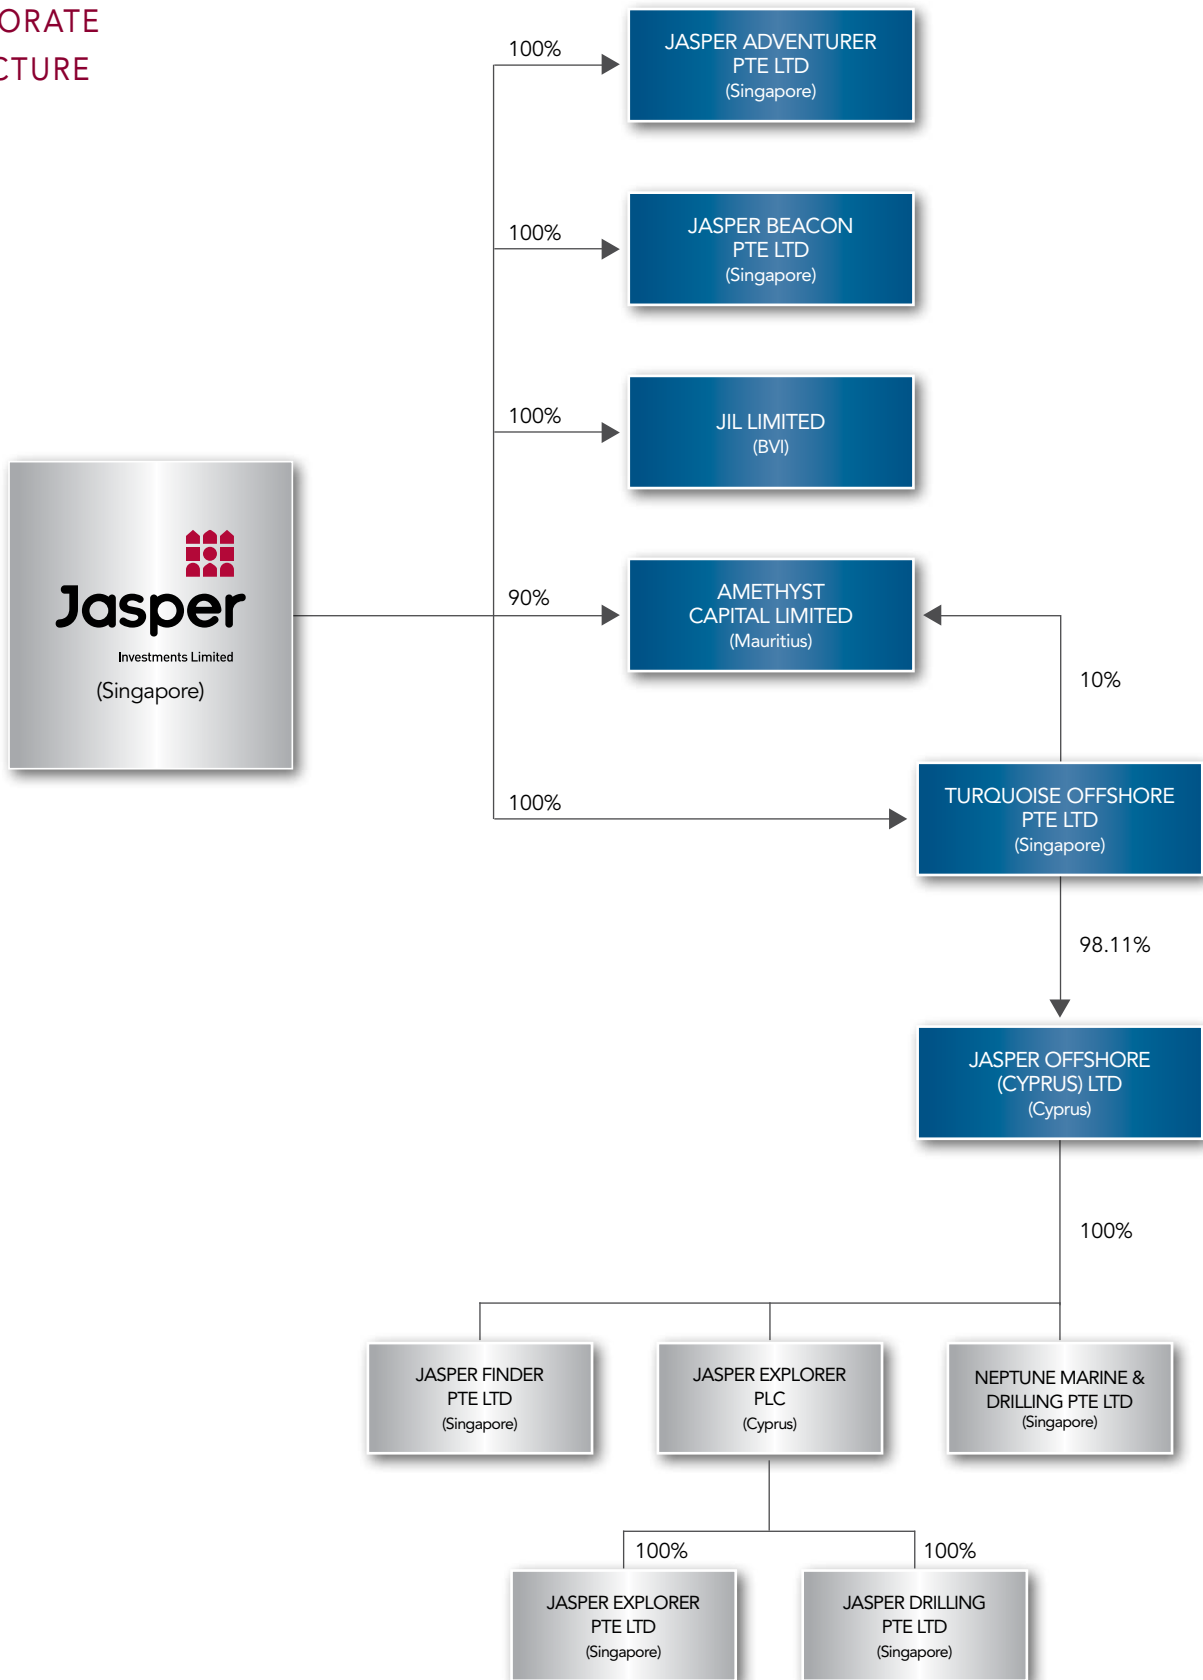 ORATE
CTURE
100%
JASPER ADVENTURER
PTE LTD
(Singapore)
100%
JASPER BEACON
PTE LTD
(Singapore)
100%
JIL LIMITED
(BVI)
Jasper
Investments Limited
(Singapore)
90%
AMETHYST
CAPITAL LIMITED
(Mauritius)
10%
100%
TURQUOISE OFFSHORE
PTE LTD
(Singapore)
98.11%
JASPER OFFSHORE
(CYPRUS) LTD
(Cyprus)
100%
JASPER FINDER
PTE LTD
(Singapore)
JASPER EXPLORER
PLC
(Cyprus)
NEPTUNE MARINE &
DRILLING PTE LTD
(Singapore)
100%
100%
JASPER EXPLORER
PTE LTD
(Singapore)
JASPER DRILLING
PTE LTD
(Singapore)